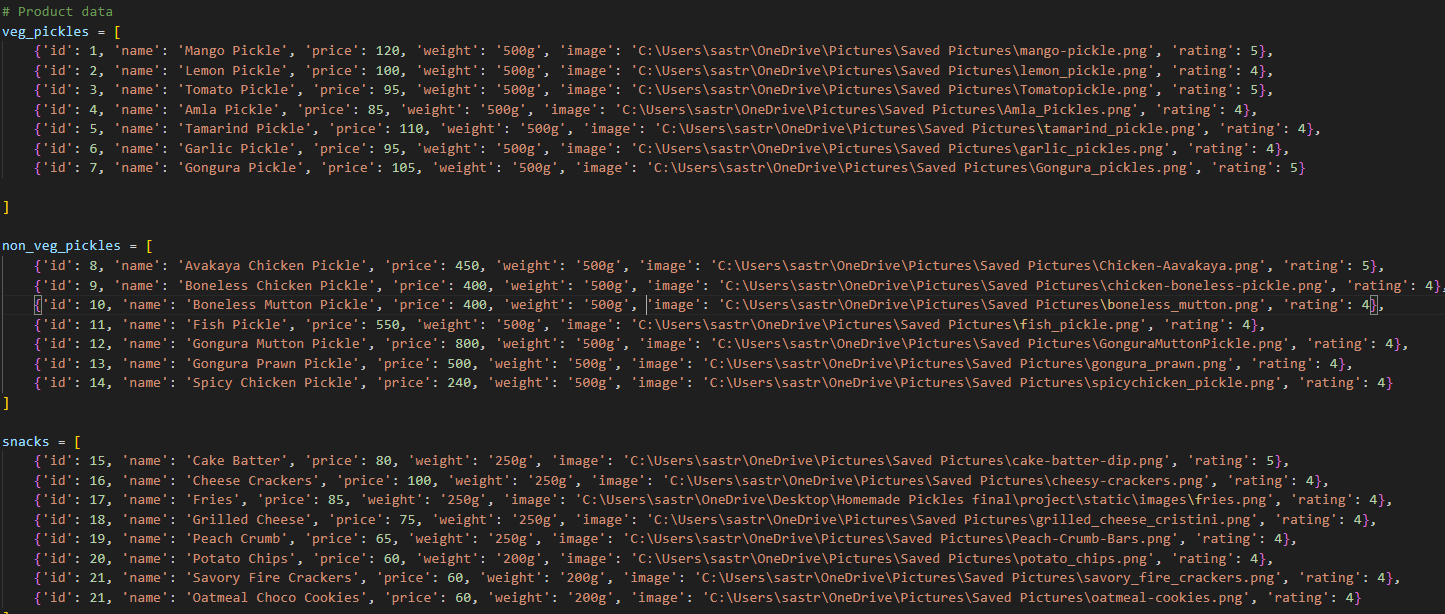 # Product data
veg_pickles = [
    {'id': 1, 'name': 'Mango Pickle', 'price': 120, 'weight': '500g', 'image': 'C:\Users\sastr\OneDrive\Pictures\Saved Pictures\mango-pickle.png', 'rating': 5},
    {'id': 2, 'name': 'Lemon Pickle', 'price': 100, 'weight': '500g', 'image': 'C:\Users\sastr\OneDrive\Pictures\Saved Pictures\lemon_pickle.png', 'rating': 4},
    {'id': 3, 'name': 'Tomato Pickle', 'price': 95, 'weight': '500g', 'image': 'C:\Users\sastr\OneDrive\Pictures\Saved Pictures\Tomatopickle.png', 'rating': 5},
    {'id': 4, 'name': 'Amla Pickle', 'price': 85, 'weight': '500g', 'image': 'C:\Users\sastr\OneDrive\Pictures\Saved Pictures\Amla_Pickles.png', 'rating': 4},
    {'id': 5, 'name': 'Tamarind Pickle', 'price': 110, 'weight': '500g', 'image': 'C:\Users\sastr\OneDrive\Pictures\Saved Pictures\tamarind_pickle.png', 'rating': 4},
    {'id': 6, 'name': 'Garlic Pickle', 'price': 95, 'weight': '500g', 'image': 'C:\Users\sastr\OneDrive\Pictures\Saved Pictures\garlic_pickles.png', 'rating': 4},
    {'id': 7, 'name': 'Gongura Pickle', 'price': 105, 'weight': '500g', 'image': 'C:\Users\sastr\OneDrive\Pictures\Saved Pictures\Gongura_pickles.png', 'rating': 5}
]
non_veg_pickles = [
    {'id': 8, 'name': 'Avakaya Chicken Pickle', 'price': 450, 'weight': '500g', 'image': 'C:\Users\sastr\OneDrive\Pictures\Saved Pictures\Chicken-Aavakaya.png', 'rating': 5},
    {'id': 9, 'name': 'Boneless Chicken Pickle', 'price': 400, 'weight': '500g', 'image': 'C:\Users\sastr\OneDrive\Pictures\Saved Pictures\chicken-boneless-pickle.png', 'rating': 4},
    {'id': 10, 'name': 'Boneless Mutton Pickle', 'price': 400, 'weight': '500g', 'image': 'C:\Users\sastr\OneDrive\Pictures\Saved Pictures\boneless_mutton.png', 'rating': 4},
    {'id': 11, 'name': 'Fish Pickle', 'price': 550, 'weight': '500g', 'image': 'C:\Users\sastr\OneDrive\Pictures\Saved Pictures\fish_pickle.png', 'rating': 4},
    {'id': 12, 'name': 'Gongura Mutton Pickle', 'price': 800, 'weight': '500g', 'image': 'C:\Users\sastr\OneDrive\Pictures\Saved Pictures\GonguraMuttonPickle.png', 'rating': 4},
    {'id': 13, 'name': 'Gongura Prawn Pickle', 'price': 500, 'weight': '500g', 'image': 'C:\Users\sastr\OneDrive\Pictures\Saved Pictures\gongura_prawn.png', 'rating': 4},
    {'id': 14, 'name': 'Spicy Chicken Pickle', 'price': 240, 'weight': '500g', 'image': 'C:\Users\sastr\OneDrive\Pictures\Saved Pictures\spicychicken_pickle.png', 'rating': 4}
]
snacks = [
    {'id': 15, 'name': 'Cake Batter', 'price': 80, 'weight': '250g', 'image': 'C:\Users\sastr\OneDrive\Pictures\Saved Pictures\cake-batter-dip.png', 'rating': 5},
    {'id': 16, 'name': 'Cheese Crackers', 'price': 100, 'weight': '250g', 'image': 'C:\Users\sastr\OneDrive\Pictures\Saved Pictures\cheesy-crackers.png', 'rating': 4},
    {'id': 17, 'name': 'Fries', 'price': 85, 'weight': '250g', 'image': 'C:\Users\sastr\OneDrive\Desktop\Homemade Pickles final\project\static\images\fries.png', 'rating': 4},
    {'id': 18, 'name': 'Grilled Cheese', 'price': 75, 'weight': '250g', 'image': 'C:\Users\sastr\OneDrive\Pictures\Saved Pictures\grilled_cheese_cristini.png', 'rating': 4},
    {'id': 19, 'name': 'Peach Crumb', 'price': 65, 'weight': '250g', 'image': 'C:\Users\sastr\OneDrive\Pictures\Saved Pictures\Peach-Crumb-Bars.png', 'rating': 4},
    {'id': 20, 'name': 'Potato Chips', 'price': 60, 'weight': '200g', 'image': 'C:\Users\sastr\OneDrive\Pictures\Saved Pictures\potato_chips.png', 'rating': 4},
    {'id': 21, 'name': 'Savory Fire Crackers', 'price': 60, 'weight': '200g', 'image': 'C:\Users\sastr\OneDrive\Pictures\Saved Pictures\savory_fire_crackers.png', 'rating': 4},
    {'id': 21, 'name': 'Oatmeal Choco Cookies', 'price': 60, 'weight': '200g', 'image': 'C:\Users\sastr\OneDrive\Pictures\Saved Pictures\oatmeal-cookies.png', 'rating': 4}